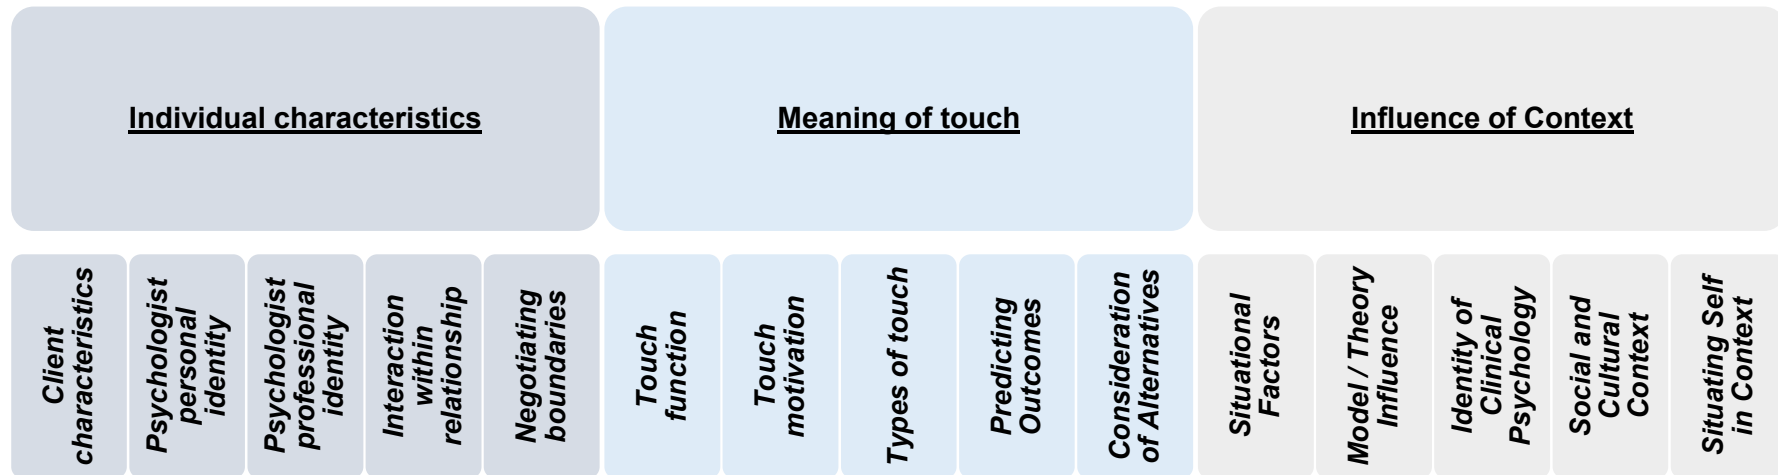 Individual characteristics
Meaning of touch
Influence of Context
Client
characteristics
Psychologist
personal
identity
Psychologist
professional
identity
Interaction
within
relationship
Negotiating
boundaries
Touch
function
Touch
motivation
Types of touch
Predicting
Outcomes
Consideration
of Alternatives
Situational
Factors
Model / Theory
Influence
Identity of
Clinical
Psychology
Social and
Cultural
Context
Situating Self
in Context